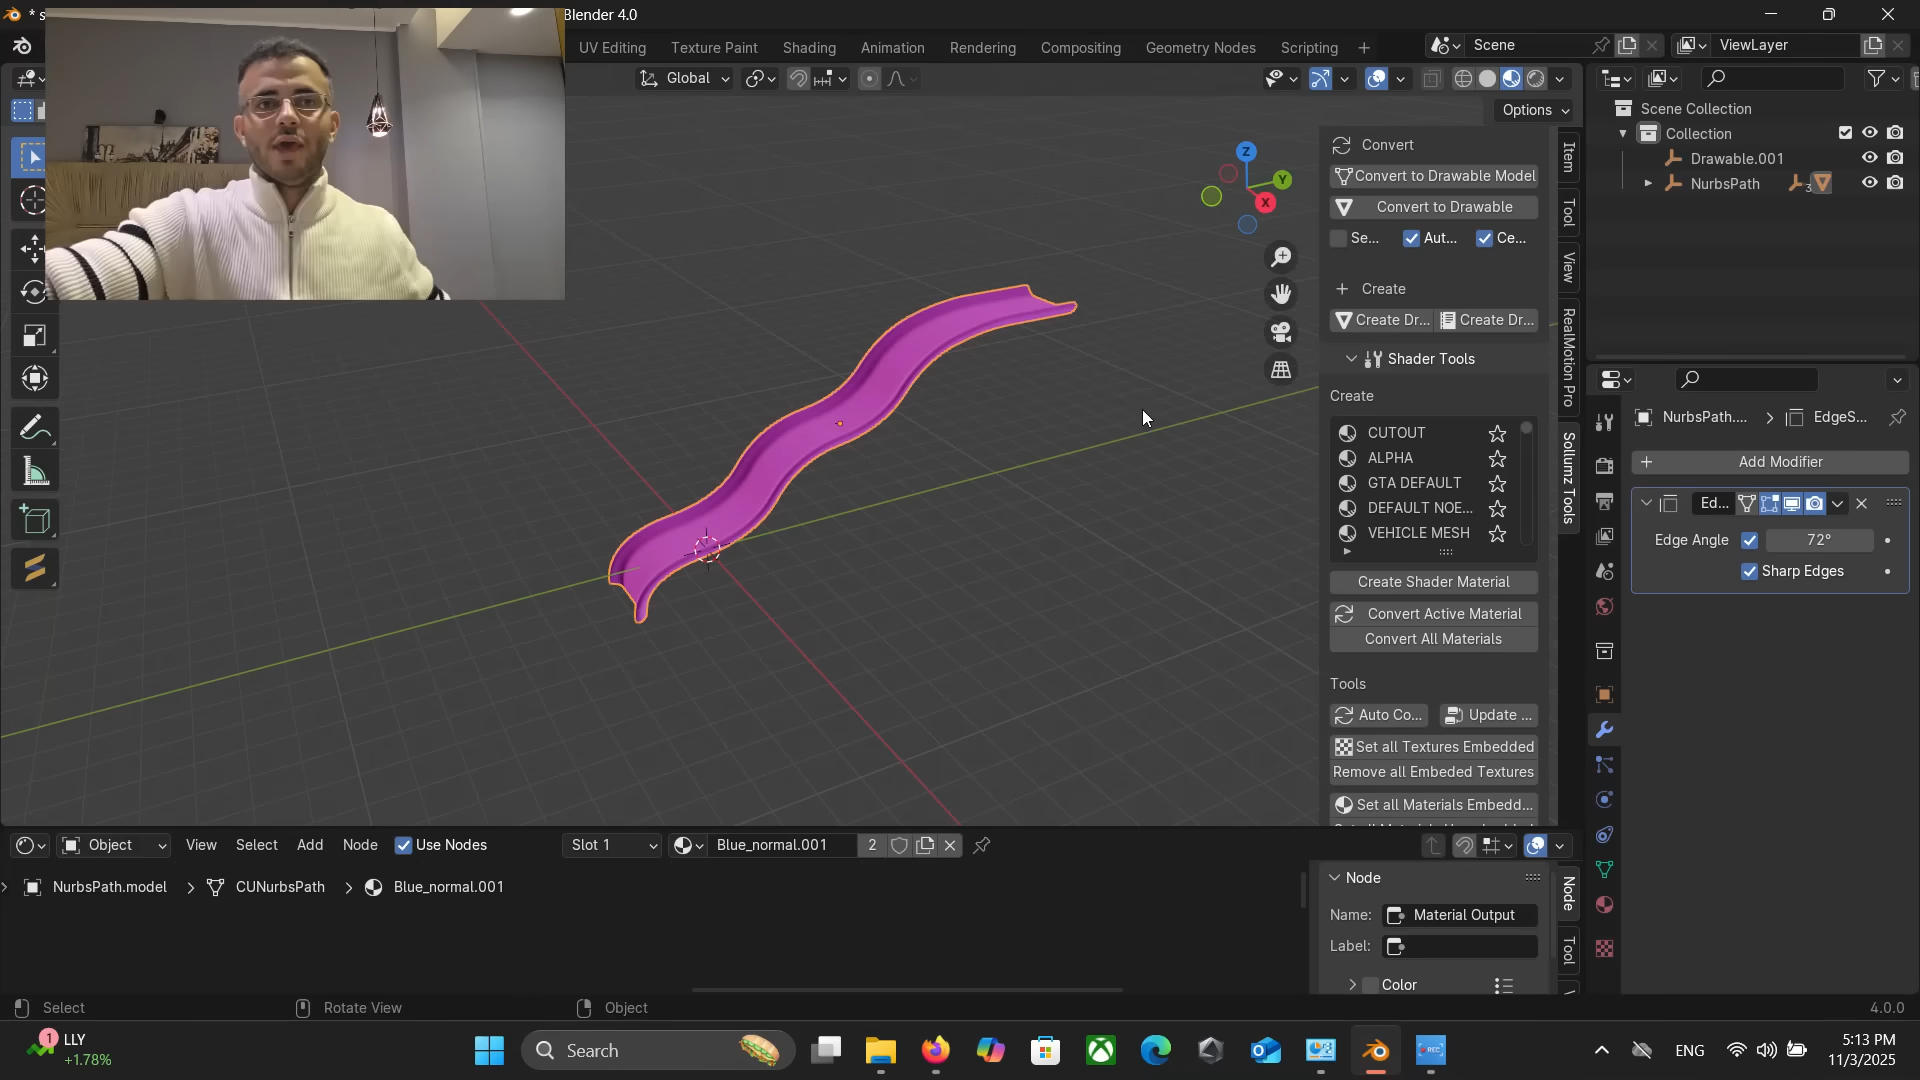 * s
Blender 4.0
UV Editing
Texture Paint
Shading
Animation
Rendering
Compositing
Geometry Nodes
Scripting
Scene
ViewLayer
Global
Options
Scene Collection
Collection
Drawable.001
NurbsPath
3
Z
Y
X
Convert
Convert to Drawable Model
Convert to Drawable
Se...
Aut...
Ce...
Create
Create Dr...
Create Dr...
Shader Tools
Create
CUTOUT
ALPHA
GTA DEFAULT
DEFAULT NOE...
VEHICLE MESH
Create Shader Material
Convert Active Material
Convert All Materials
Tools
Auto Co...
Update ...
Set all Textures Embedded
Remove all Embeded Textures
Set all Materials Embedd...
Item
Tool
View
RealMotion Pro
Sollumz Tools
NurbsPath....
EdgeS...
Add Modifier
Ed...
Edge Angle
72°
Sharp Edges
Object
View
Select
Add
Node
Use Nodes
Slot 1
Blue_normal.001
2
NurbsPath.model
CUNurbsPath
Blue_normal.001
Node
Name:
Material Output
Label:
Color
Node
Tool
Select
Rotate View
Object
4.0.0
1
LLY
+1.78%
Search
REC
ENG
5:13 PM
11/3/2025